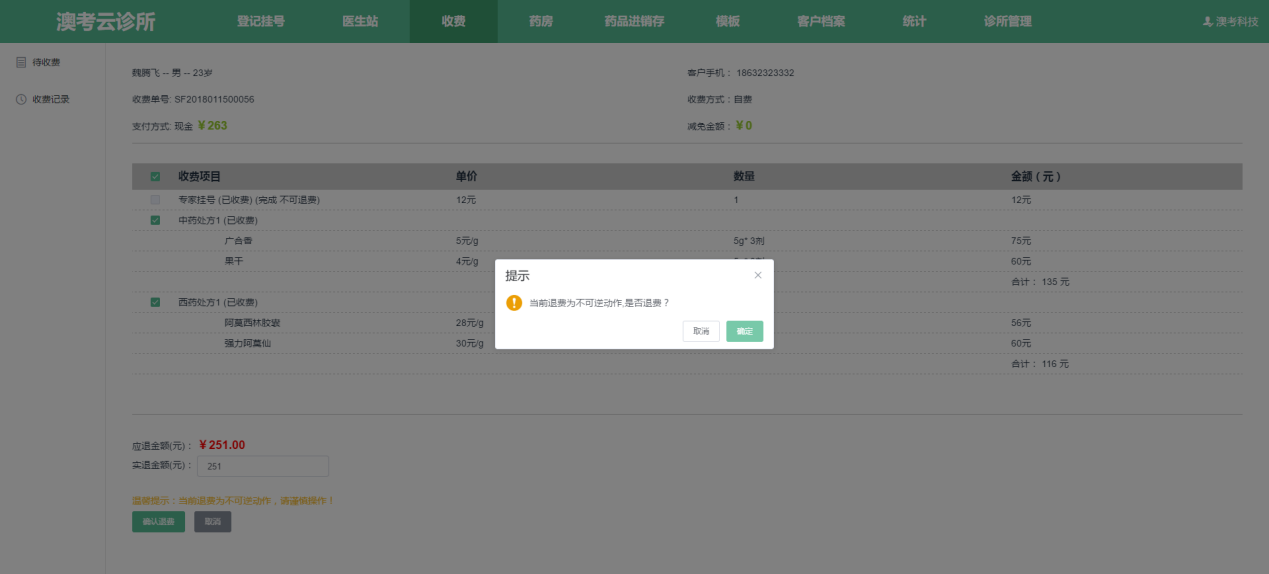 澳考云诊所 登记挂号 医生站 收费 药房 药品进销存 模板 客户档案 统计 诊所管理 澳考科技
待收费
收费记录
魏腾飞 -- 男 -- 23岁 客户手机： 18632323332
收费单号: SF2018011500056 收费方式：自费
支付方式: 现金 ￥263 减免金额： ￥0
收费项目 单价 数量 金额（元）
专家挂号 (已收费) (完成 不可退费) 12元 1 12元
中药处方1 (已收费)
广合香 5元/g 5g* 3剂 75元
果干 4元/g 60元
合计： 135 元
西药处方1 (已收费)
阿莫西林胶囊 28元/g 56元
强力阿莫仙 30元/g 60元
合计： 116 元
提示
当前退费为不可逆动作,是否退费？
取消 确定
应退金额(元)： ￥251.00
实退金额(元)： 251
温馨提示：当前退费为不可逆动作，请谨慎操作！
确认退费 取消